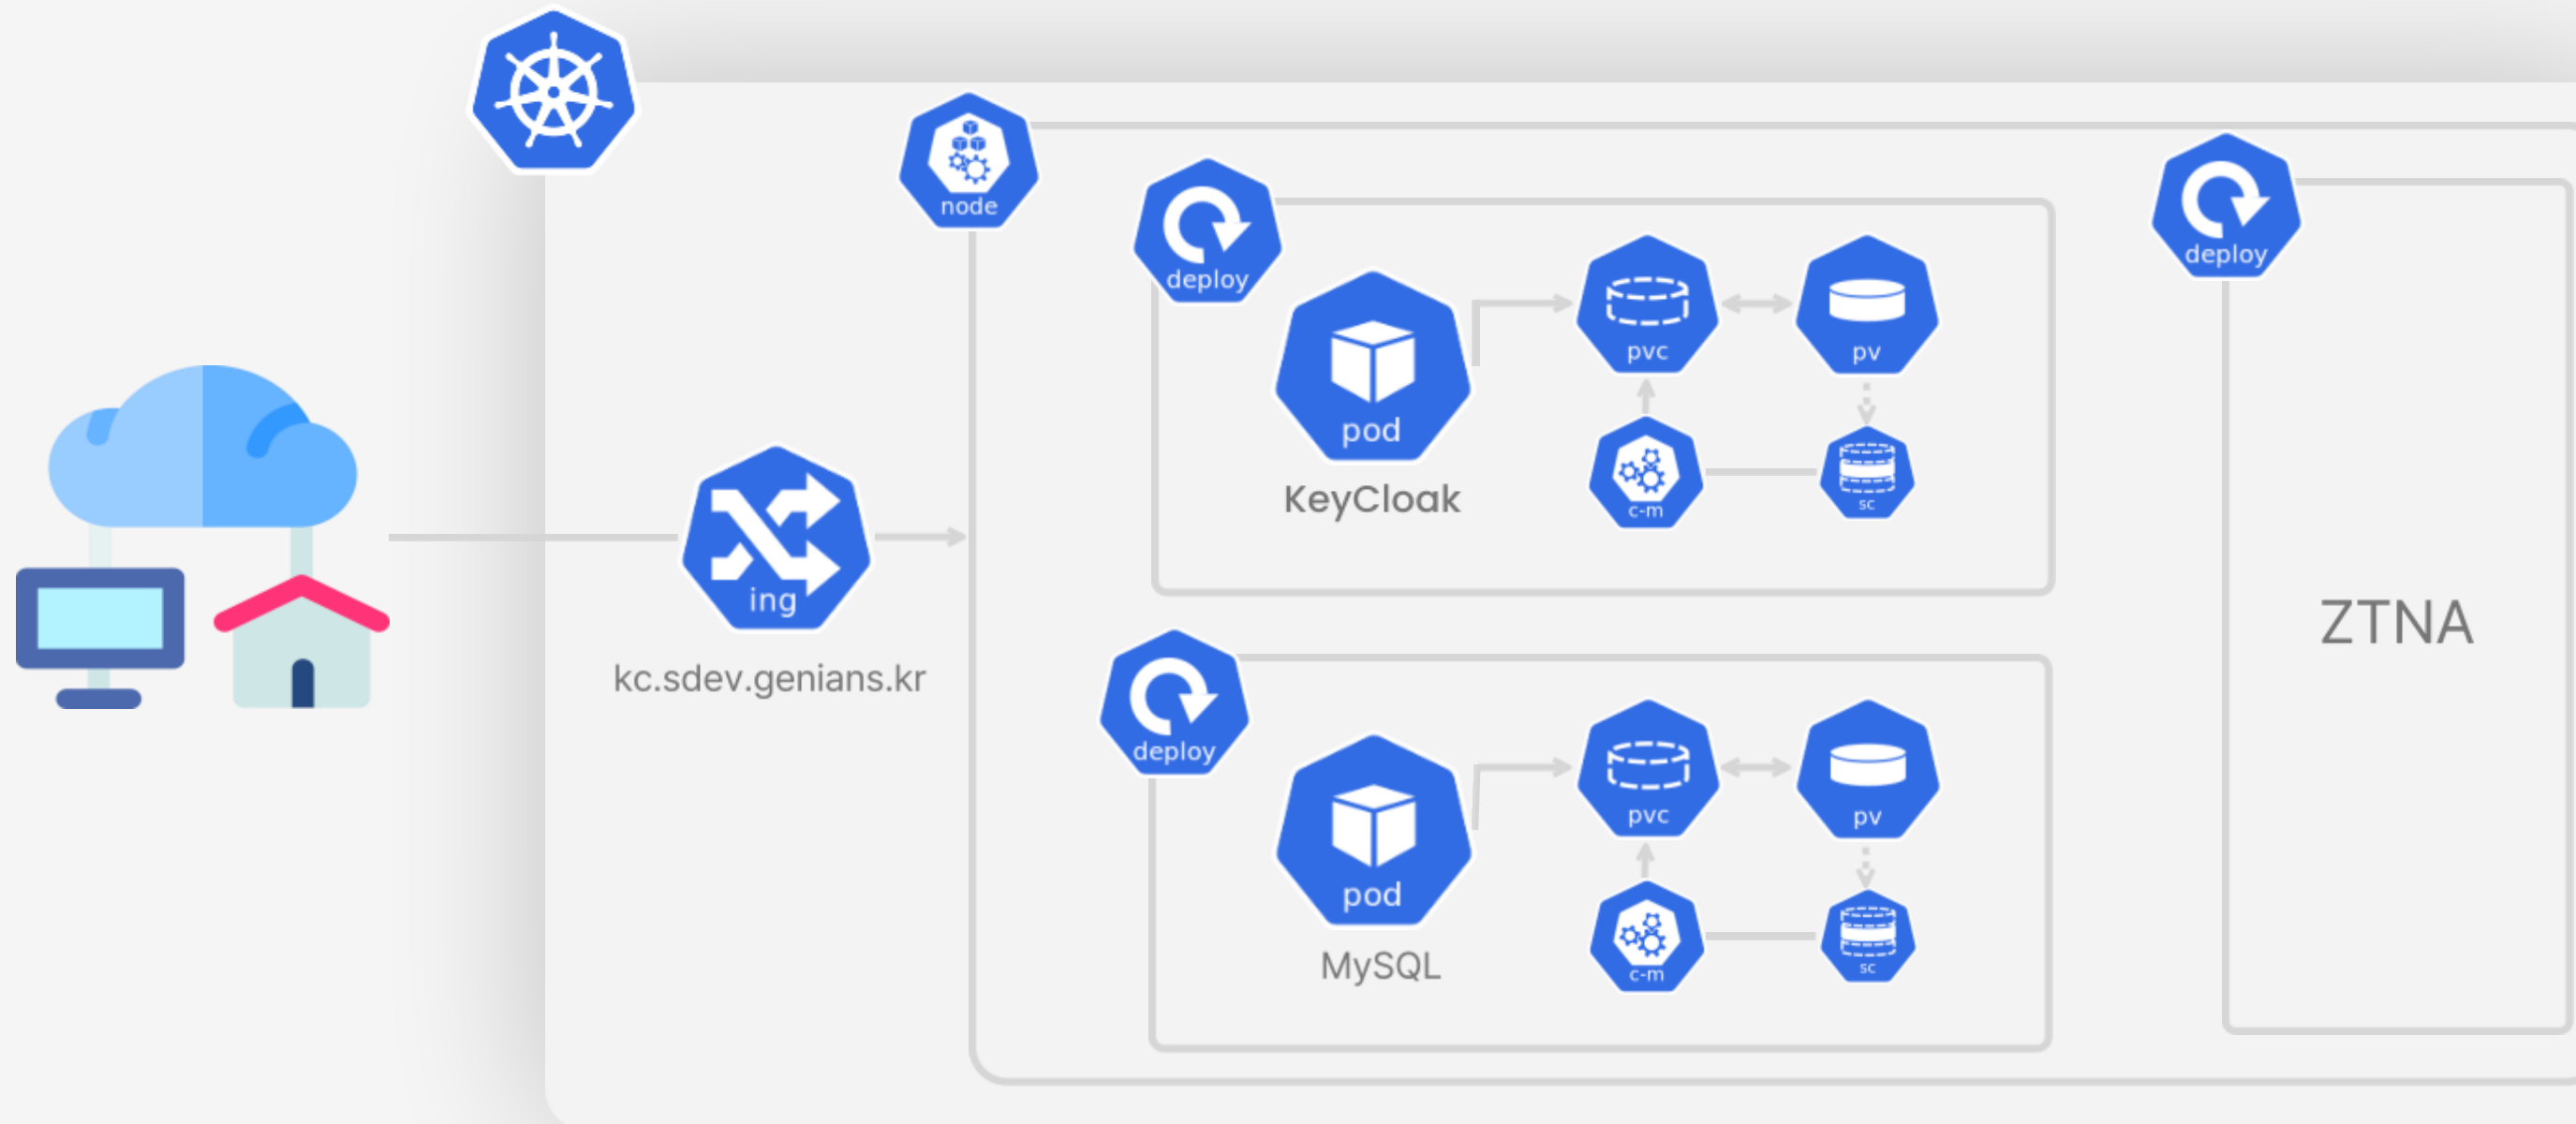 node
deploy
pod
KeyCloak
pvc
pv
c-m
sc
ing
kc.sdev.genians.kr
deploy
pod
MySQL
pvc
pv
c-m
sc
deploy
ZTNA